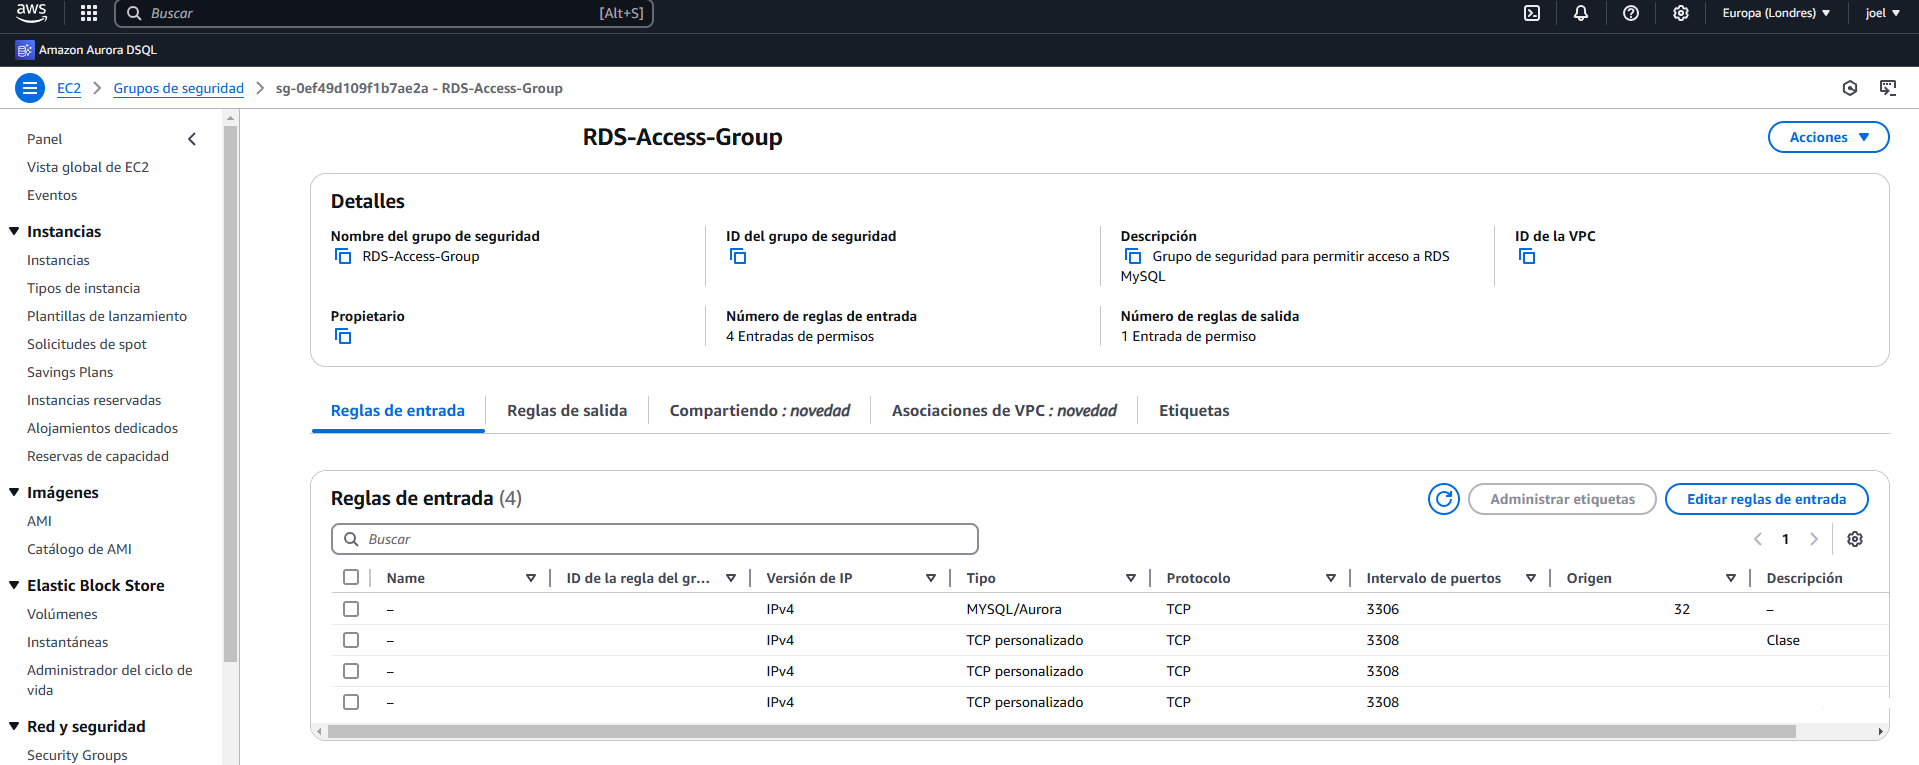 aws
Buscar [Alt+S] Europa (Londres) joel
Amazon Aurora DSQL
EC2 Grupos de seguridad sg-0ef49d109f1b7ae2a - RDS-Access-Group
Panel
Vista global de EC2
Eventos
Instancias
Instancias
Tipos de instancia
Plantillas de lanzamiento
Solicitudes de spot
Savings Plans
Instancias reservadas
Alojamientos dedicados
Reservas de capacidad
Imágenes
AMI
Catálogo de AMI
Elastic Block Store
Volúmenes
Instantáneas
Administrador del ciclo de
vida
Red y seguridad
Security Groups
RDS-Access-Group
Acciones
Detalles
Nombre del grupo de seguridad
RDS-Access-Group
ID del grupo de seguridad
Descripción
Grupo de seguridad para permitir acceso a RDS
MySQL
ID de la VPC
Propietario
Número de reglas de entrada
4 Entradas de permisos
Número de reglas de salida
1 Entrada de permiso
Reglas de entrada Reglas de salida Compartiendo : novedad Asociaciones de VPC : novedad Etiquetas
Reglas de entrada (4)
Administrar etiquetas Editar reglas de entrada
Buscar
1
Name ID de la regla del gr... Versión de IP Tipo Protocolo Intervalo de puertos Origen Descripción
– IPv4 MYSQL/Aurora TCP 3306 32 –
– IPv4 TCP personalizado TCP 3308 Clase
– IPv4 TCP personalizado TCP 3308
– IPv4 TCP personalizado TCP 3308